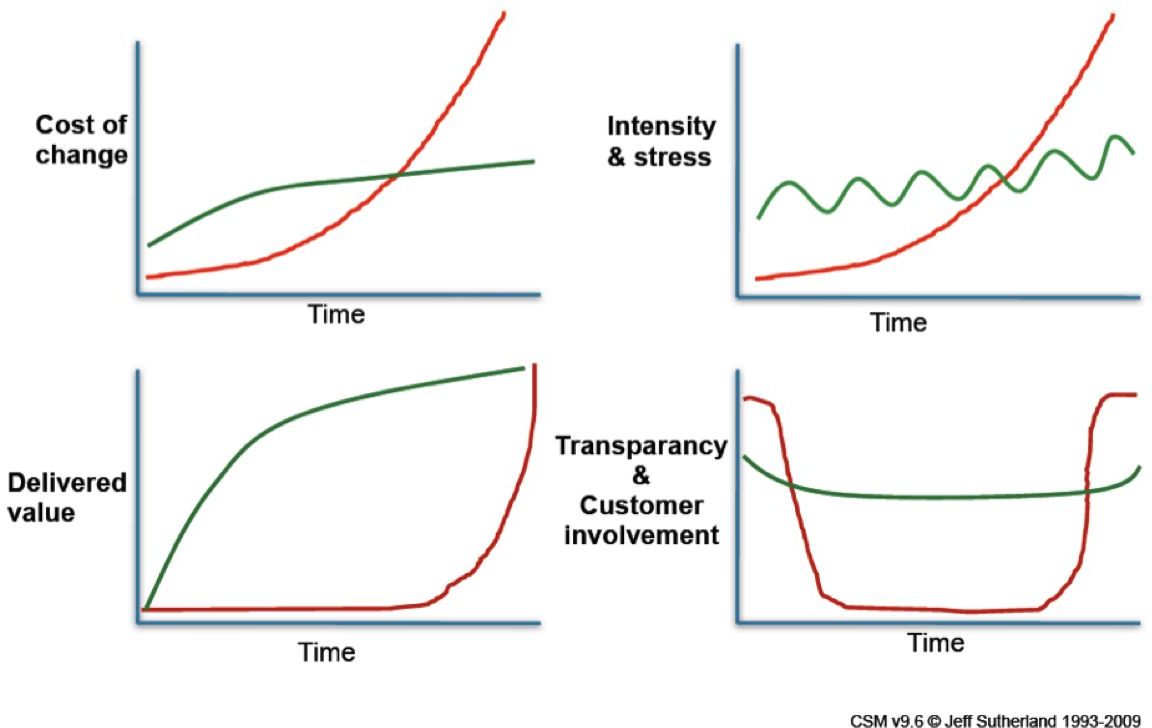 Cost of
change
Time
Intensity
& stress
Time
Delivered
value
Time
Transparancy
&
Customer
involvement
Time
CSM v9.6 © Jeff Sutherland 1993-2009